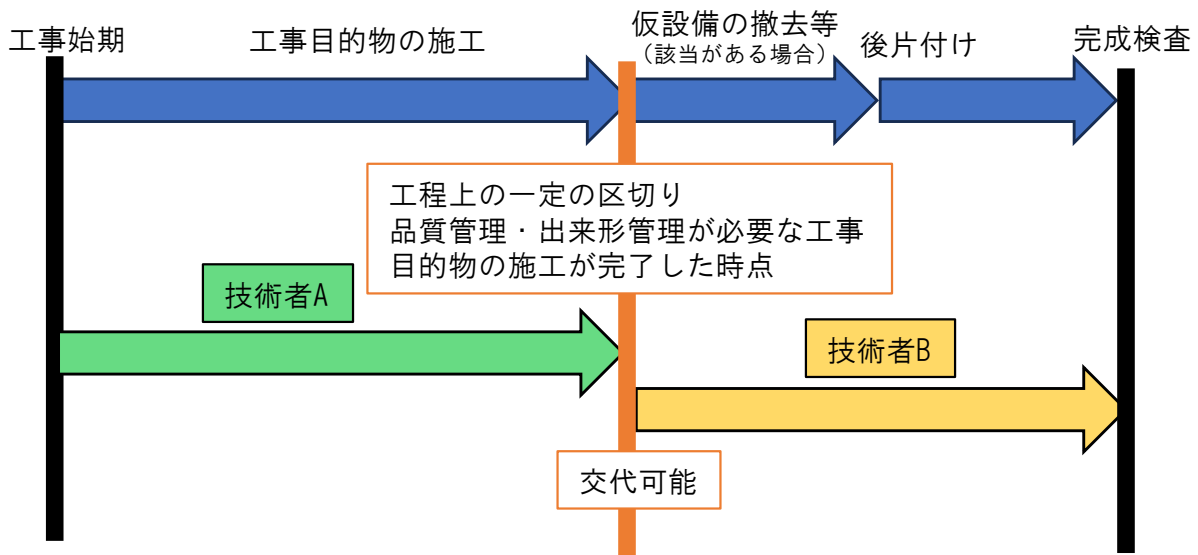 工事始期
工事目的物の施工
仮設備の撤去等
（該当がある場合）
後片付け
完成検査
工程上の一定の区切り
品質管理・出来形管理が必要な工事
目的物の施工が完了した時点
技術者A
技術者B
交代可能